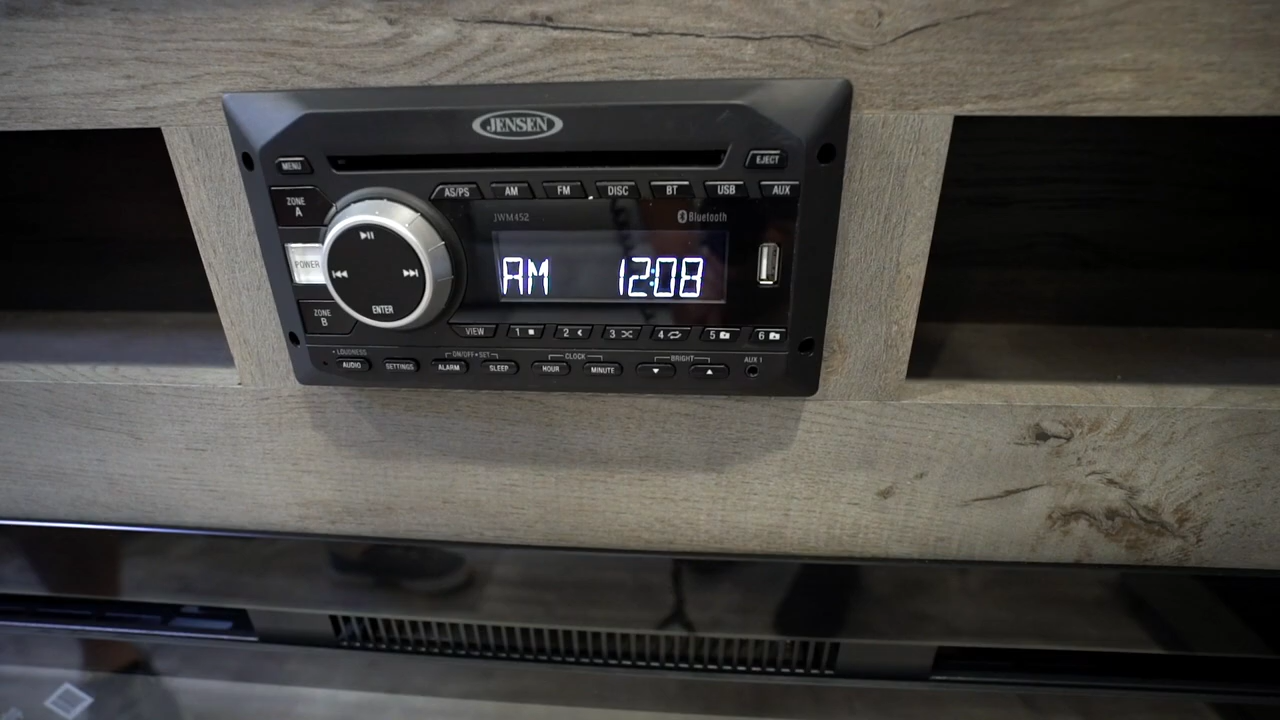 JENSEN
MENU
EJECT
AS/PS AM FM DISC BT USB AUX
ZONE
A
JWM452
Bluetooth
POWER
AM 12:08
ENTER
ZONE
B
VIEW 1 2 3 4 5 6
LOUDNESS
ON/OFF•SET
CLOCK
BRIGHT
AUX 1
AUDIO SETTINGS ALARM SLEEP HOUR MINUTE